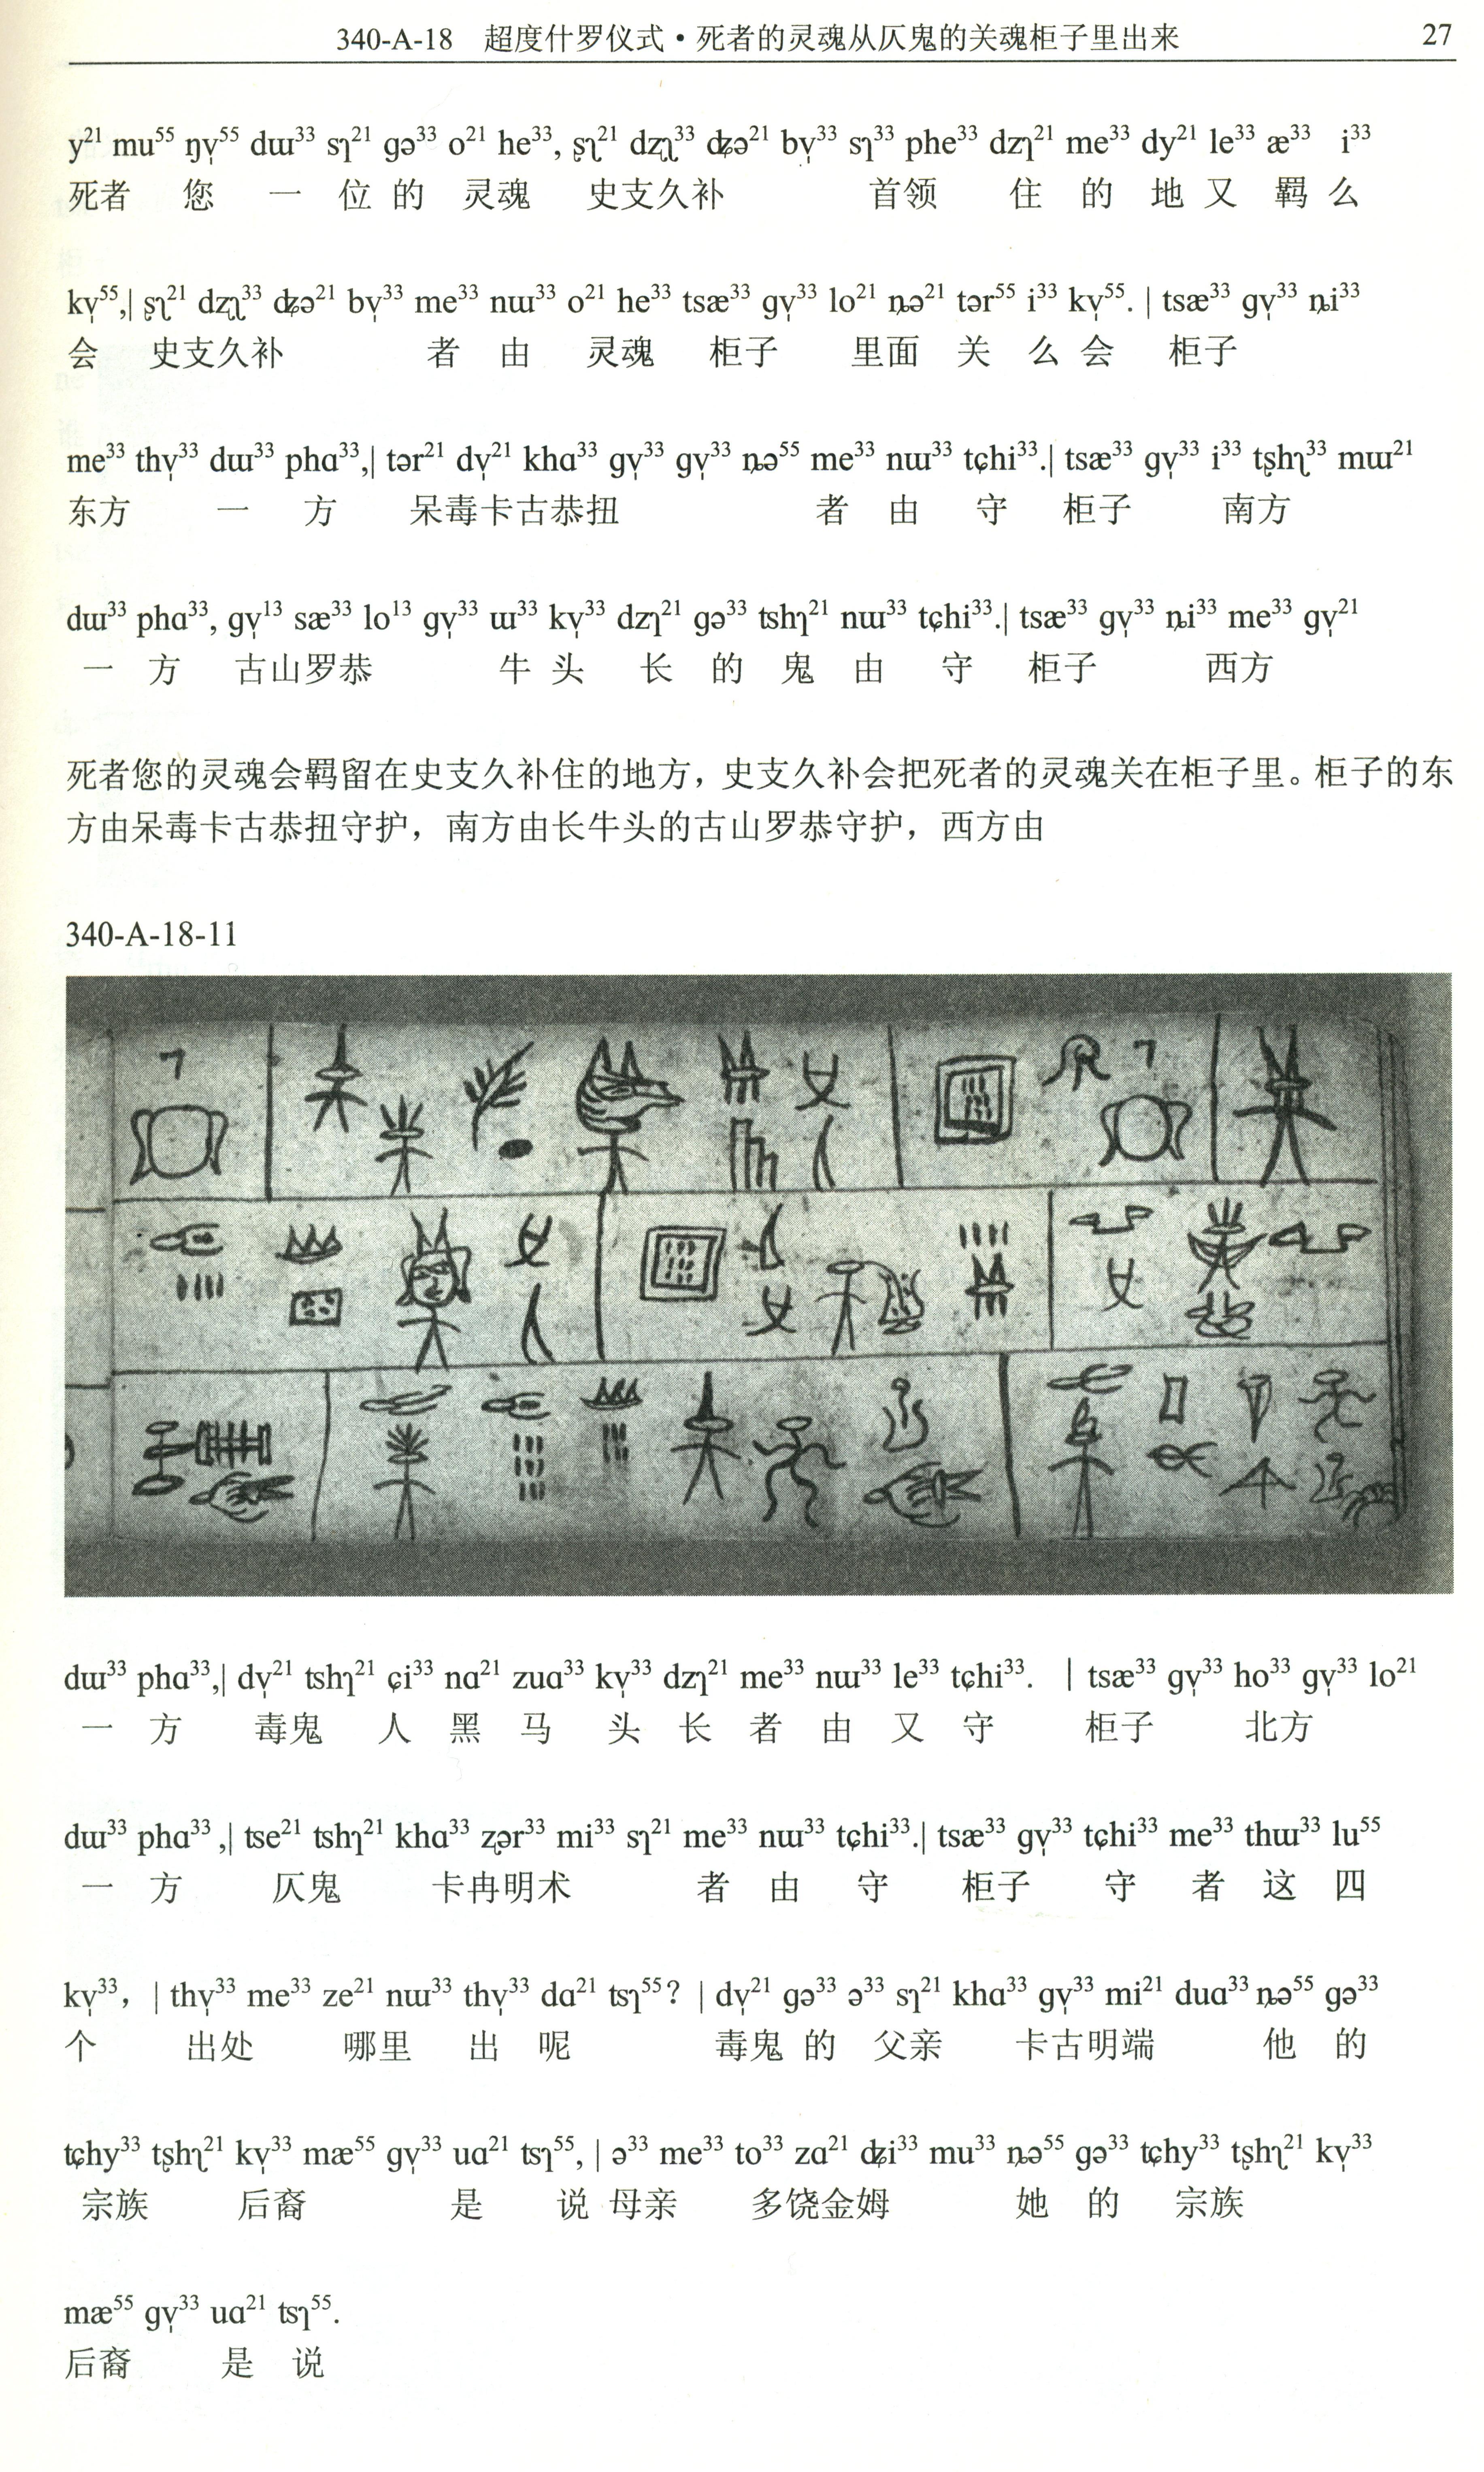 340-A-18 超度什罗仪式·死者的灵魂从仄鬼的关魂柜子里出来 27
y²¹ mu⁵⁵ ŋv̩⁵⁵ dɯ³³ sɿ²¹ gə³³ o²¹ he³³, ʂʅ²¹ dʐʅ³³ ʥə²¹ bv̩³³ sɿ³³ phe³³ dzɿ²¹ me³³ dy²¹ le³³ æ³³ i³³
死者 您 一 位 的 灵魂 史支久补 首领 住 的 地 又 羁 么
kv̩⁵⁵,| ʂʅ²¹ dʐʅ³³ ʥə²¹ bv̩³³ me³³ nɯ³³ o²¹ he³³ tsæ³³ gv̩³³ lo²¹ ȵə²¹ tər⁵⁵ i³³ kv̩⁵⁵. | tsæ³³ gv̩³³ ȵi³³
会 史支久补 者 由 灵魂 柜子 里面 关 么 会 柜子
me³³ thv̩³³ dɯ³³ phɑ³³,| tər²¹ dv̩²¹ khɑ³³ gv̩³³ gv̩³³ ȵə⁵⁵ me³³ nɯ³³ tɕhi³³.| tsæ³³ gv̩³³ i³³ tʂhʅ³³ mɯ²¹
东方 一 方 呆毒卡古恭扭 者 由 守 柜子 南方
dɯ³³ phɑ³³, gv̩¹³ sæ³³ lo¹³ gv̩³³ ɯ³³ kv̩³³ dzɿ²¹ gə³³ tshɿ²¹ nɯ³³ tɕhi³³.| tsæ³³ gv̩³³ ȵi³³ me³³ gv̩²¹
一 方 古山罗恭 牛 头 长 的 鬼 由 守 柜子 西方
死者您的灵魂会羁留在史支久补住的地方，史支久补会把死者的灵魂关在柜子里。柜子的东
方由呆毒卡古恭扭守护，南方由长牛头的古山罗恭守护，西方由
340-A-18-11
dɯ³³ phɑ³³,| dv̩²¹ tshɿ²¹ ɕi³³ nɑ²¹ zuɑ³³ kv̩³³ dzɿ²¹ me³³ nɯ³³ le³³ tɕhi³³. | tsæ³³ gv̩³³ ho³³ gv̩³³ lo²¹
一 方 毒鬼 人 黑 马 头 长 者 由 又 守 柜子 北方
dɯ³³ phɑ³³ ,| tse²¹ tshɿ²¹ khɑ³³ ʐər³³ mi³³ sɿ²¹ me³³ nɯ³³ tɕhi³³.| tsæ³³ gv̩³³ tɕhi³³ me³³ thɯ³³ lu⁵⁵
一 方 仄鬼 卡冉明术 者 由 守 柜子 守 者 这 四
kv̩³³, | thv̩³³ me³³ ze²¹ nɯ³³ thv̩³³ dɑ²¹ tsɿ⁵⁵? | dv̩²¹ gə³³ ə³³ sɿ²¹ khɑ³³ gv̩³³ mi²¹ duɑ³³ ȵə⁵⁵ gə³³
个 出处 哪里 出 呢 毒鬼 的 父亲 卡古明端 他 的
tɕhy³³ tʂhʅ²¹ kv̩³³ mæ⁵⁵ gv̩³³ uɑ²¹ tsɿ⁵⁵, | ə³³ me³³ to³³ zɑ²¹ ʥi³³ mu³³ ȵə⁵⁵ gə³³ tɕhy³³ tʂhʅ²¹ kv̩³³
宗族 后裔 是 说 母亲 多饶金姆 她 的 宗族
mæ⁵⁵ gv̩³³ uɑ²¹ tsɿ⁵⁵.
后裔 是 说